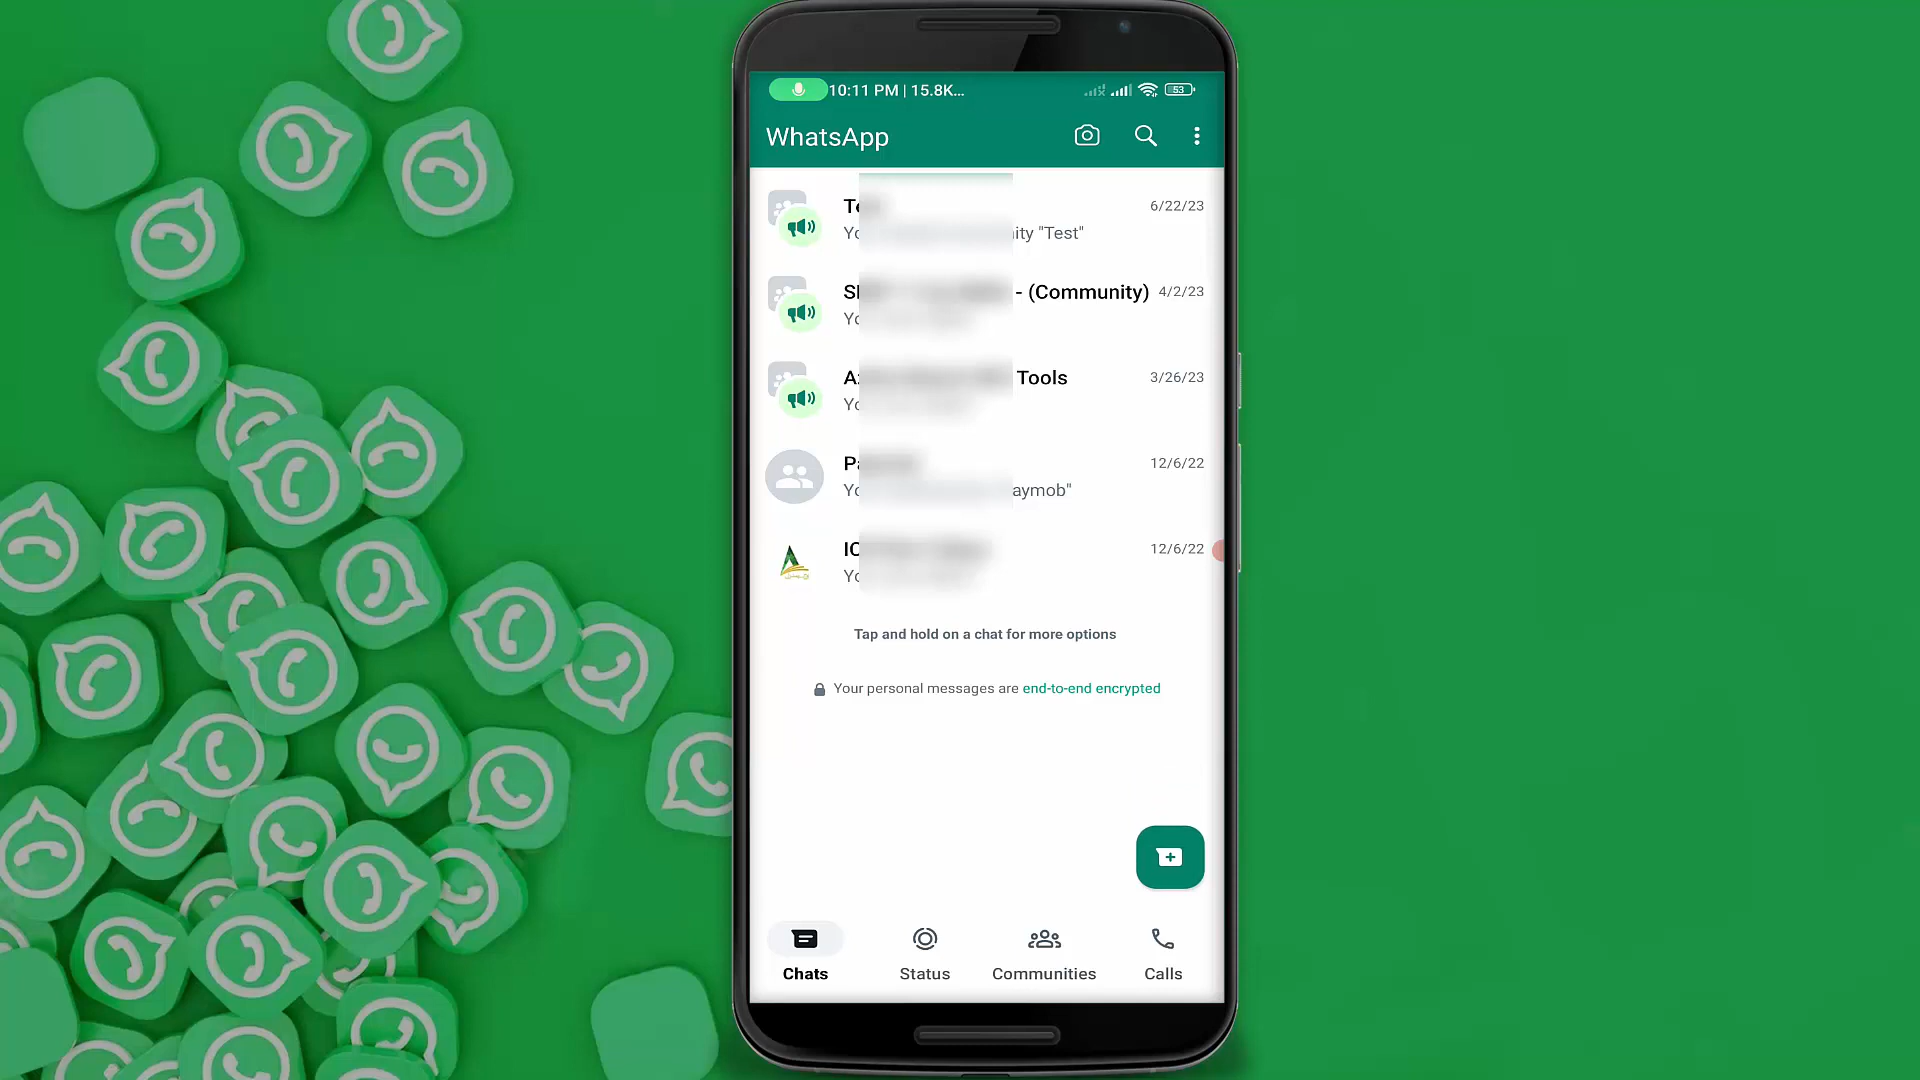 10:11 PM | 15.8K...
53
WhatsApp
6/22/23
ity "Test"
- (Community) 4/2/23
Tools
3/26/23
12/6/22
aymob"
12/6/22
Tap and hold on a chat for more options
Your personal messages are end-to-end encrypted
Chats
Status
Communities
Calls